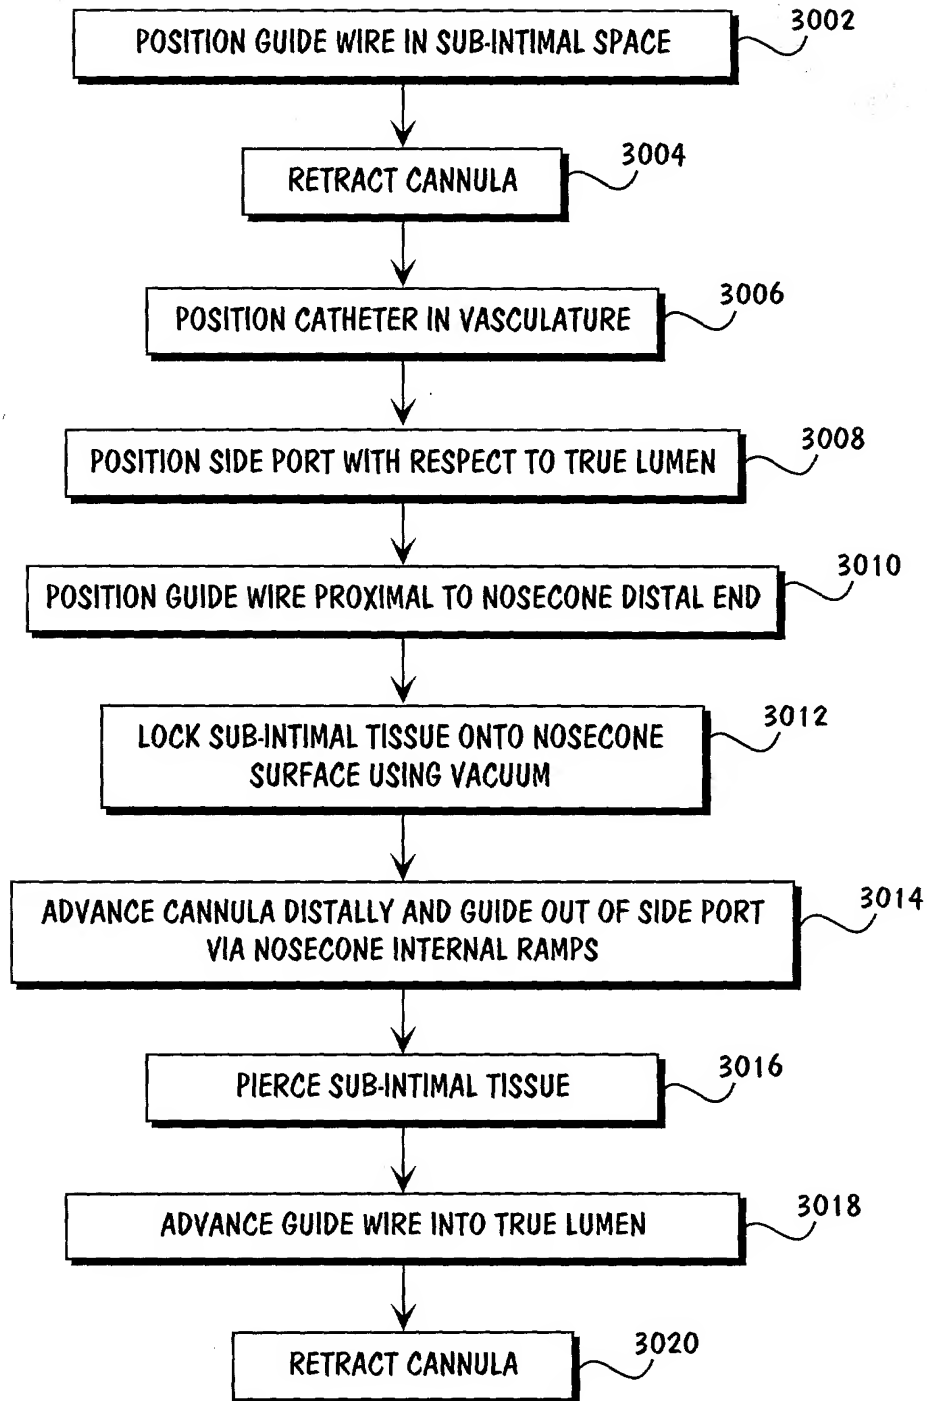 POSITION GUIDE WIRE IN SUB-INTIMAL SPACE
3002
RETRACT CANNULA
3004
POSITION CATHETER IN VASCULATURE
3006
POSITION SIDE PORT WITH RESPECT TO TRUE LUMEN
3008
POSITION GUIDE WIRE PROXIMAL TO NOSECONE DISTAL END
3010
LOCK SUB-INTIMAL TISSUE ONTO NOSECONE
SURFACE USING VACUUM
3012
ADVANCE CANNULA DISTALLY AND GUIDE OUT OF SIDE PORT
VIA NOSECONE INTERNAL RAMPS
3014
PIERCE SUB-INTIMAL TISSUE
3016
ADVANCE GUIDE WIRE INTO TRUE LUMEN
3018
RETRACT CANNULA
3020